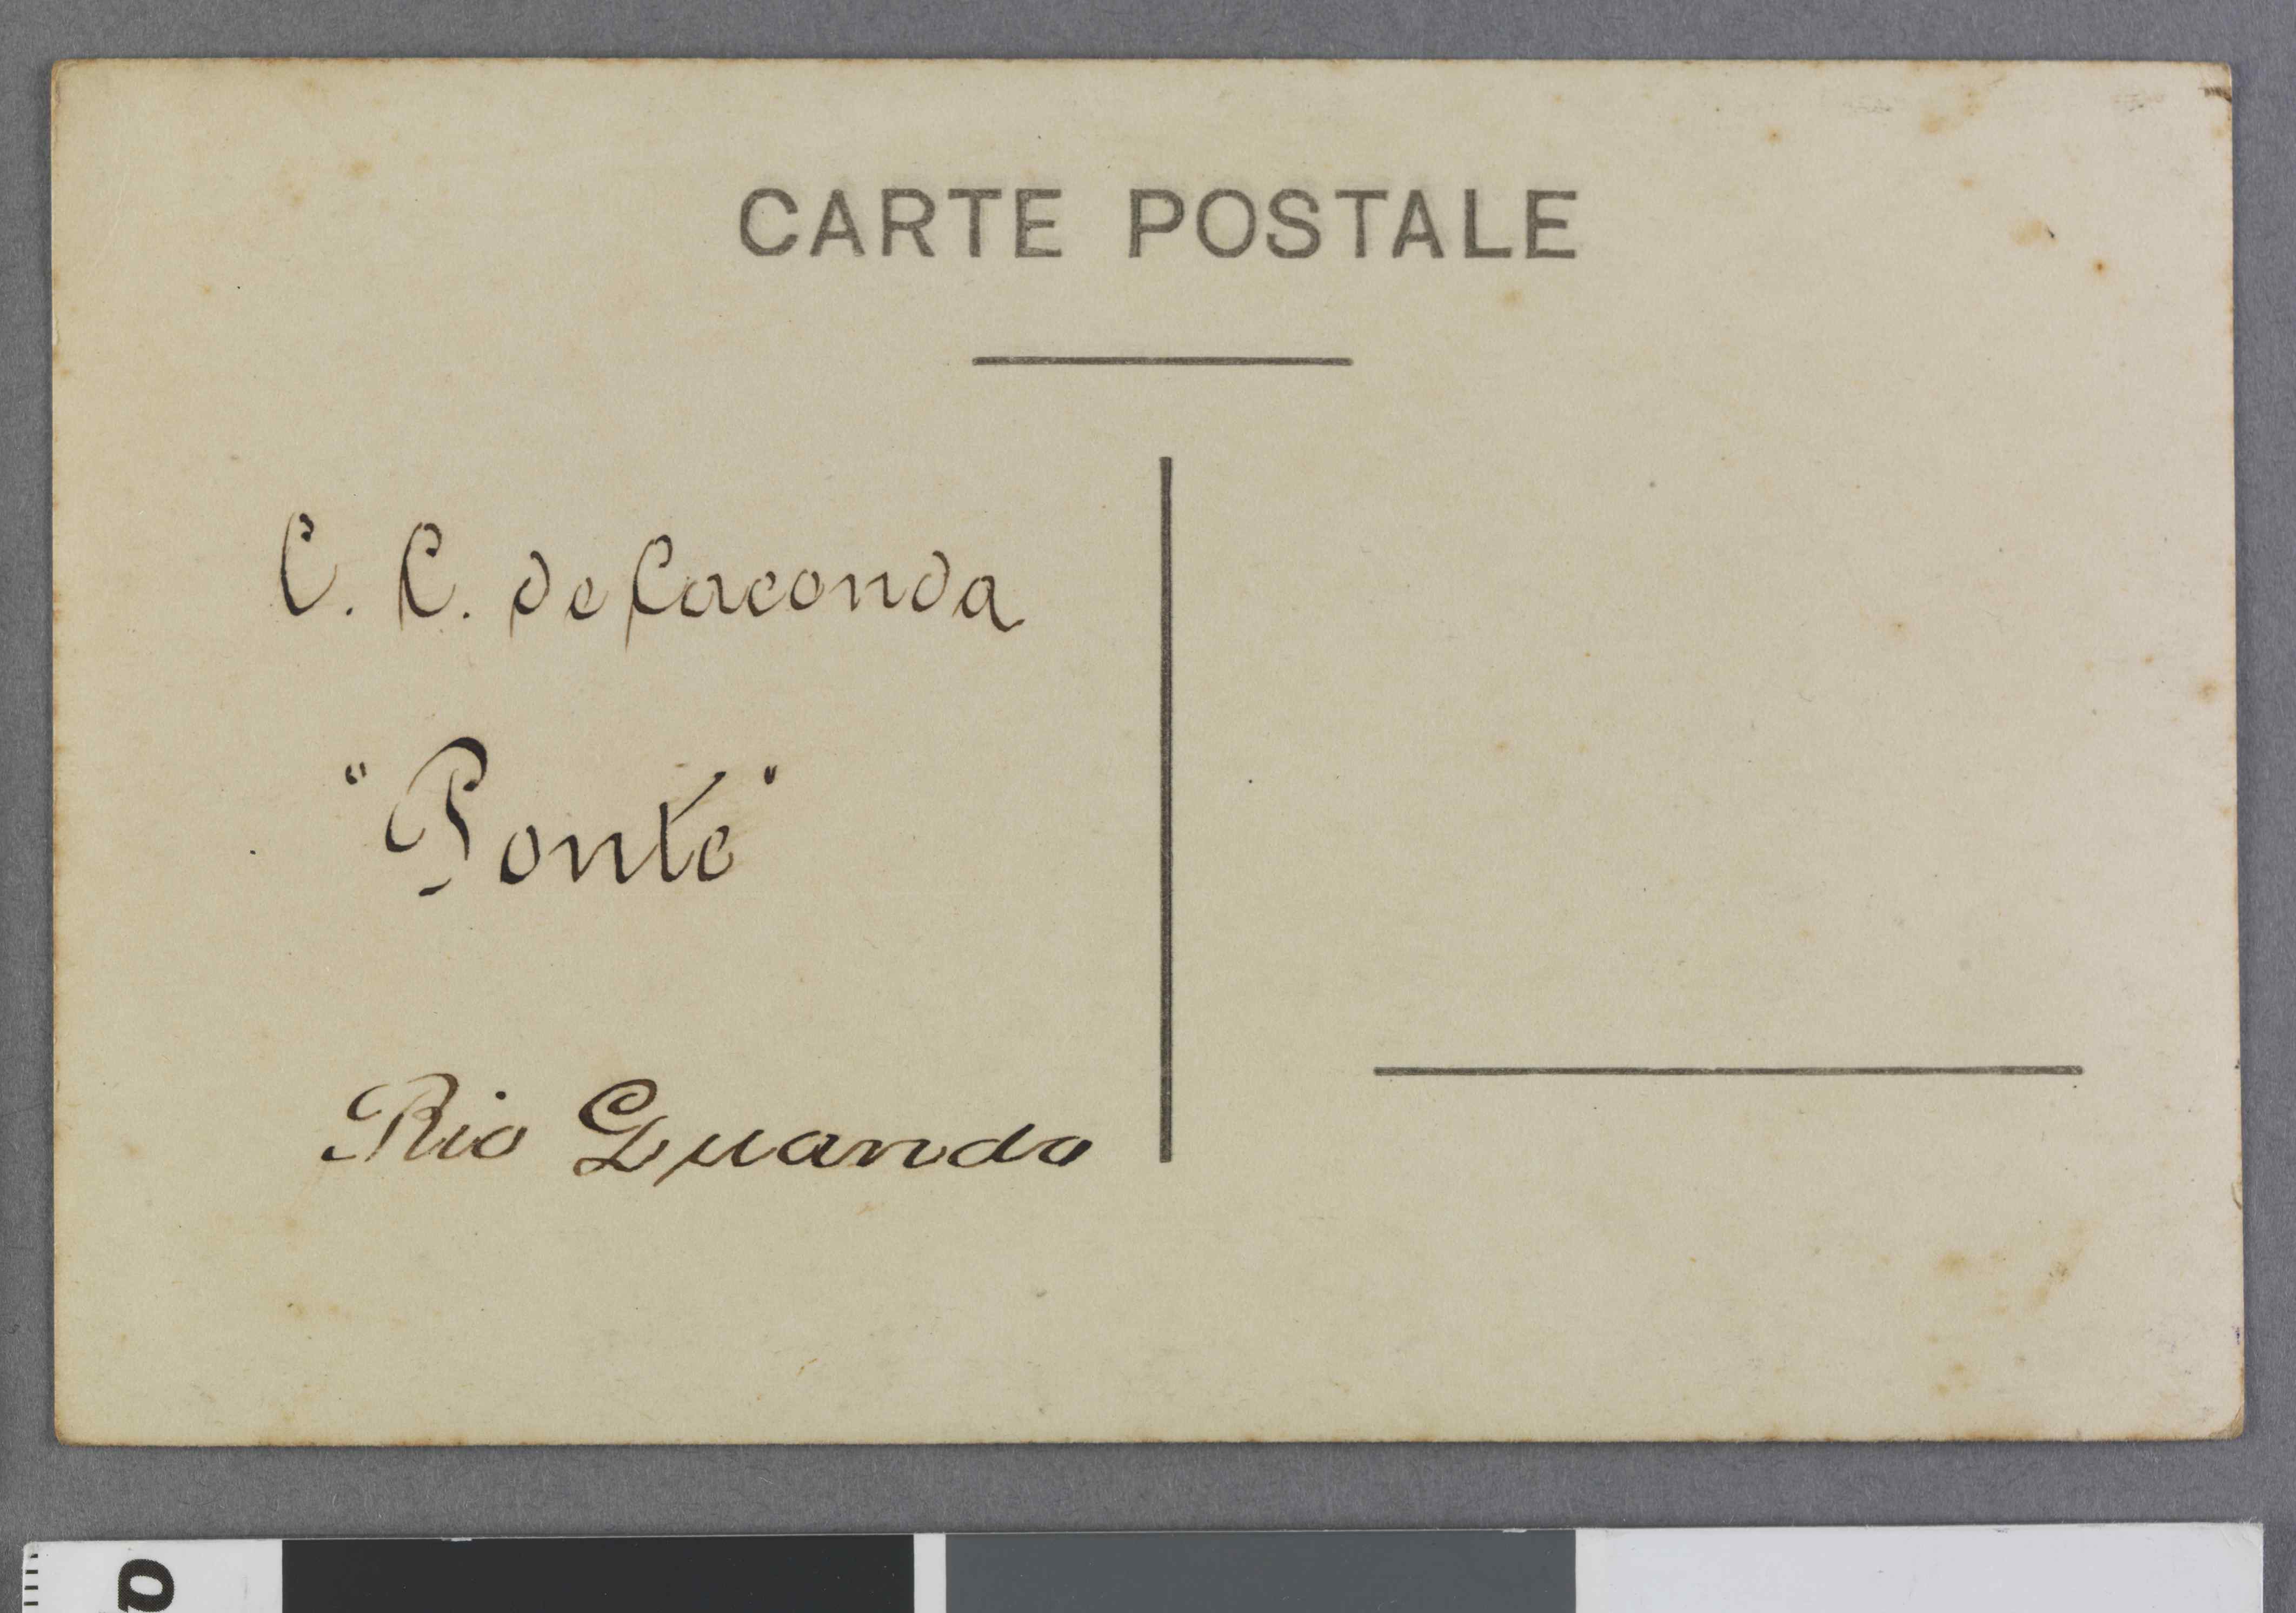 CARTE POSTALE
C. C. de Caconda
"Ponte"
Rio Quando